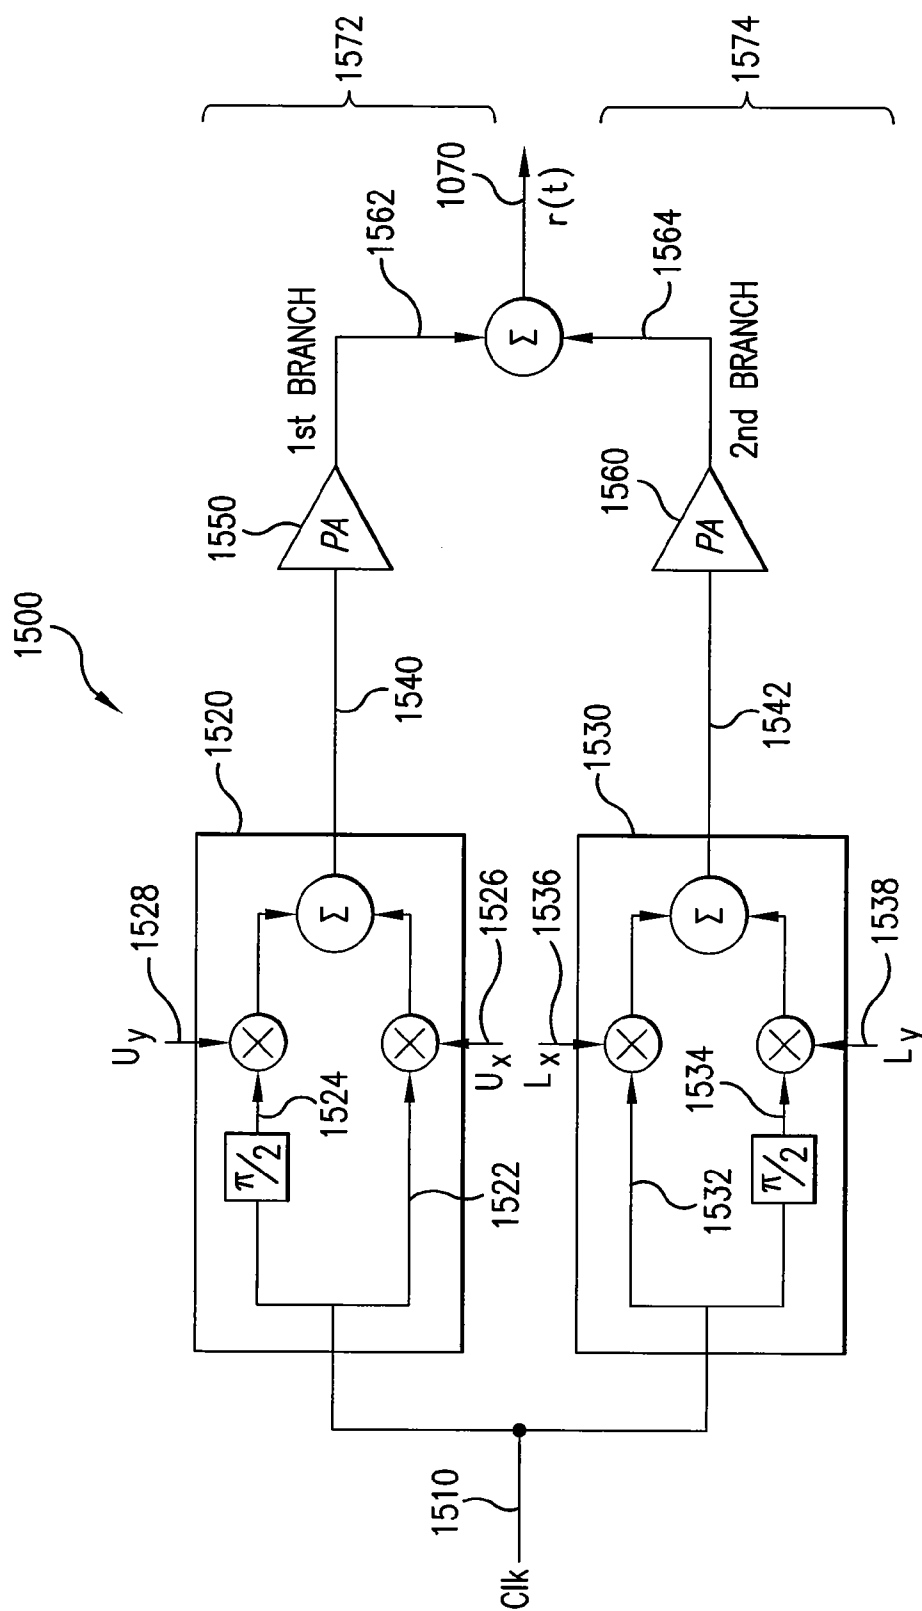 1500
1572
1574
1st BRANCH
1562
1070
r(t)
1564
2nd BRANCH
Σ
1550
PA
1560
PA
1540
1542
1520
1530
1528
Uy
1526
Ux
1536
Lx
1538
Ly
Σ
Σ
1524
π/2
1522
1532
1534
π/2
1510
Clk